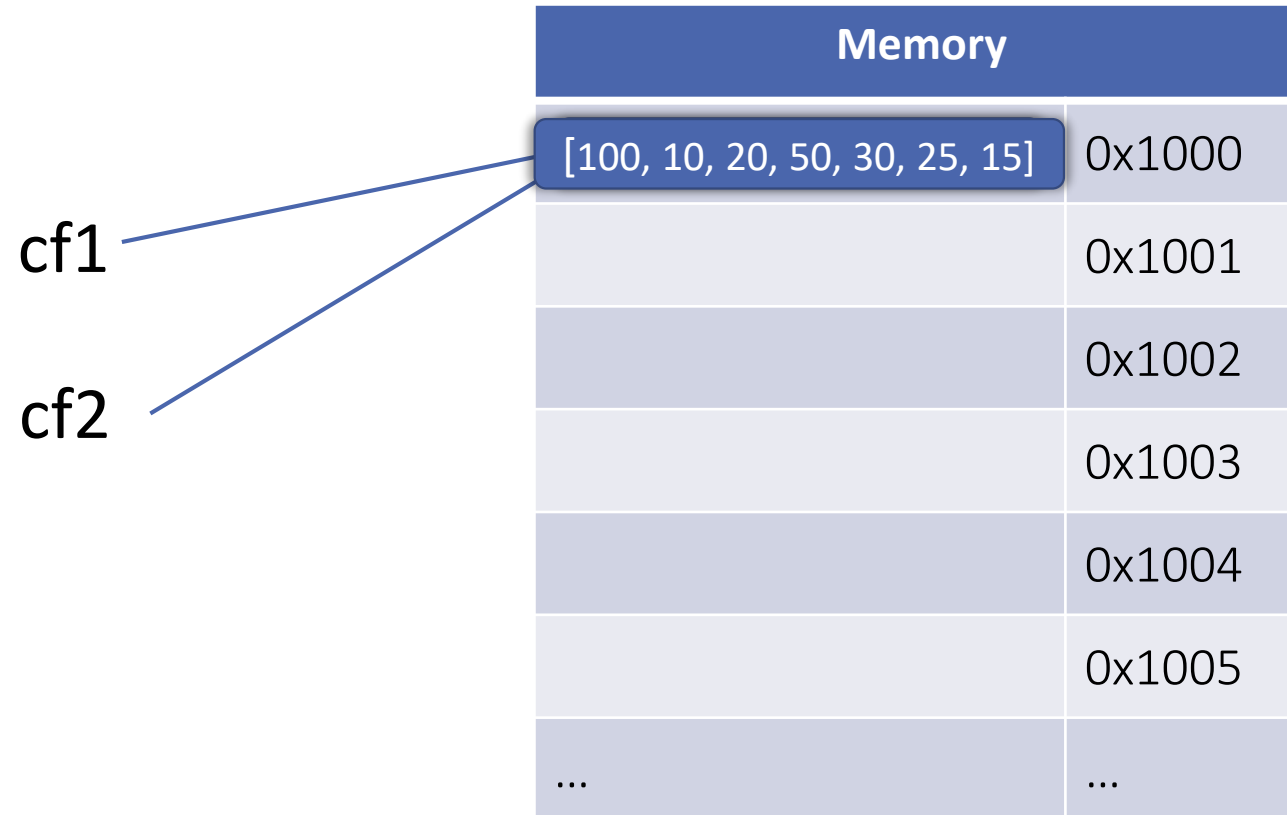 Memory
[100, 10, 20, 50, 30, 25, 15] 0x1000
cf1
0x1001
0x1002
cf2
0x1003
0x1004
0x1005
... ...